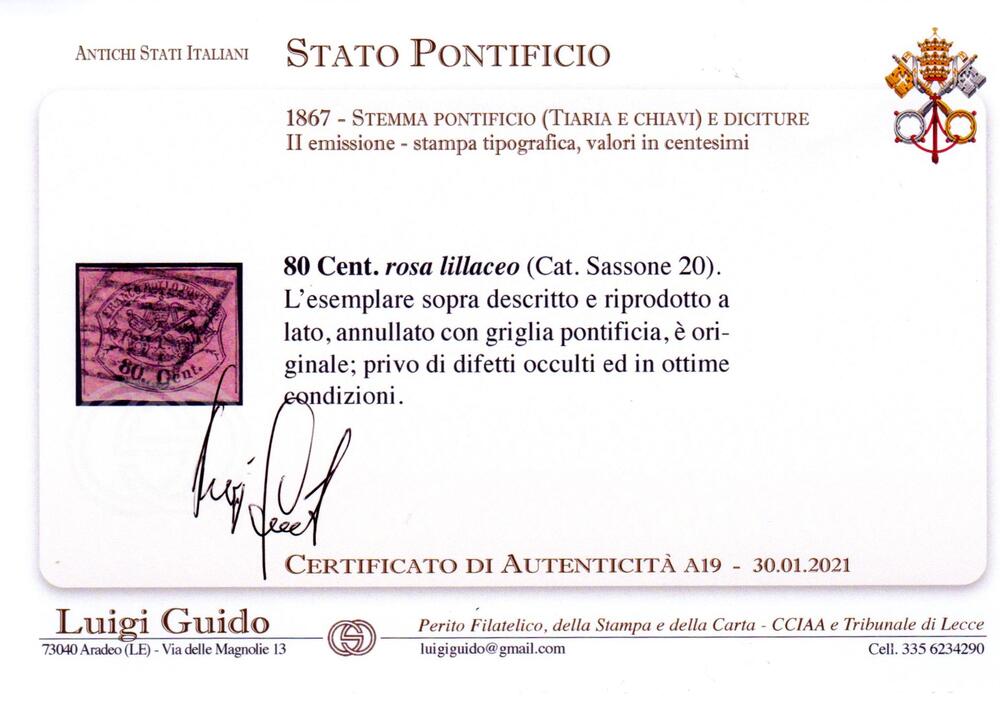 ANTICHI STATI ITALIANI
STATO PONTIFICIO
1867 - STEMMA PONTIFICIO (TIARIA E CHIAVI) E DICITURE
II emissione - stampa tipografica, valori in centesimi
80 Cent. rosa lillaceo (Cat. Sassone 20).
L'esemplare sopra descritto e riprodotto a
lato, annullato con griglia pontificia, è ori-
ginale; privo di difetti occulti ed in ottime
condizioni.
80. Cent.
CERTIFICATO DI AUTENTICITÀ A19 - 30.01.2021
Luigi Guido
73040 Aradeo (LE) - Via delle Magnolie 13
Perito Filatelico, della Stampa e della Carta - CCIAA e Tribunale di Lecce
luigiguido@gmail.com
Cell. 335 6234290